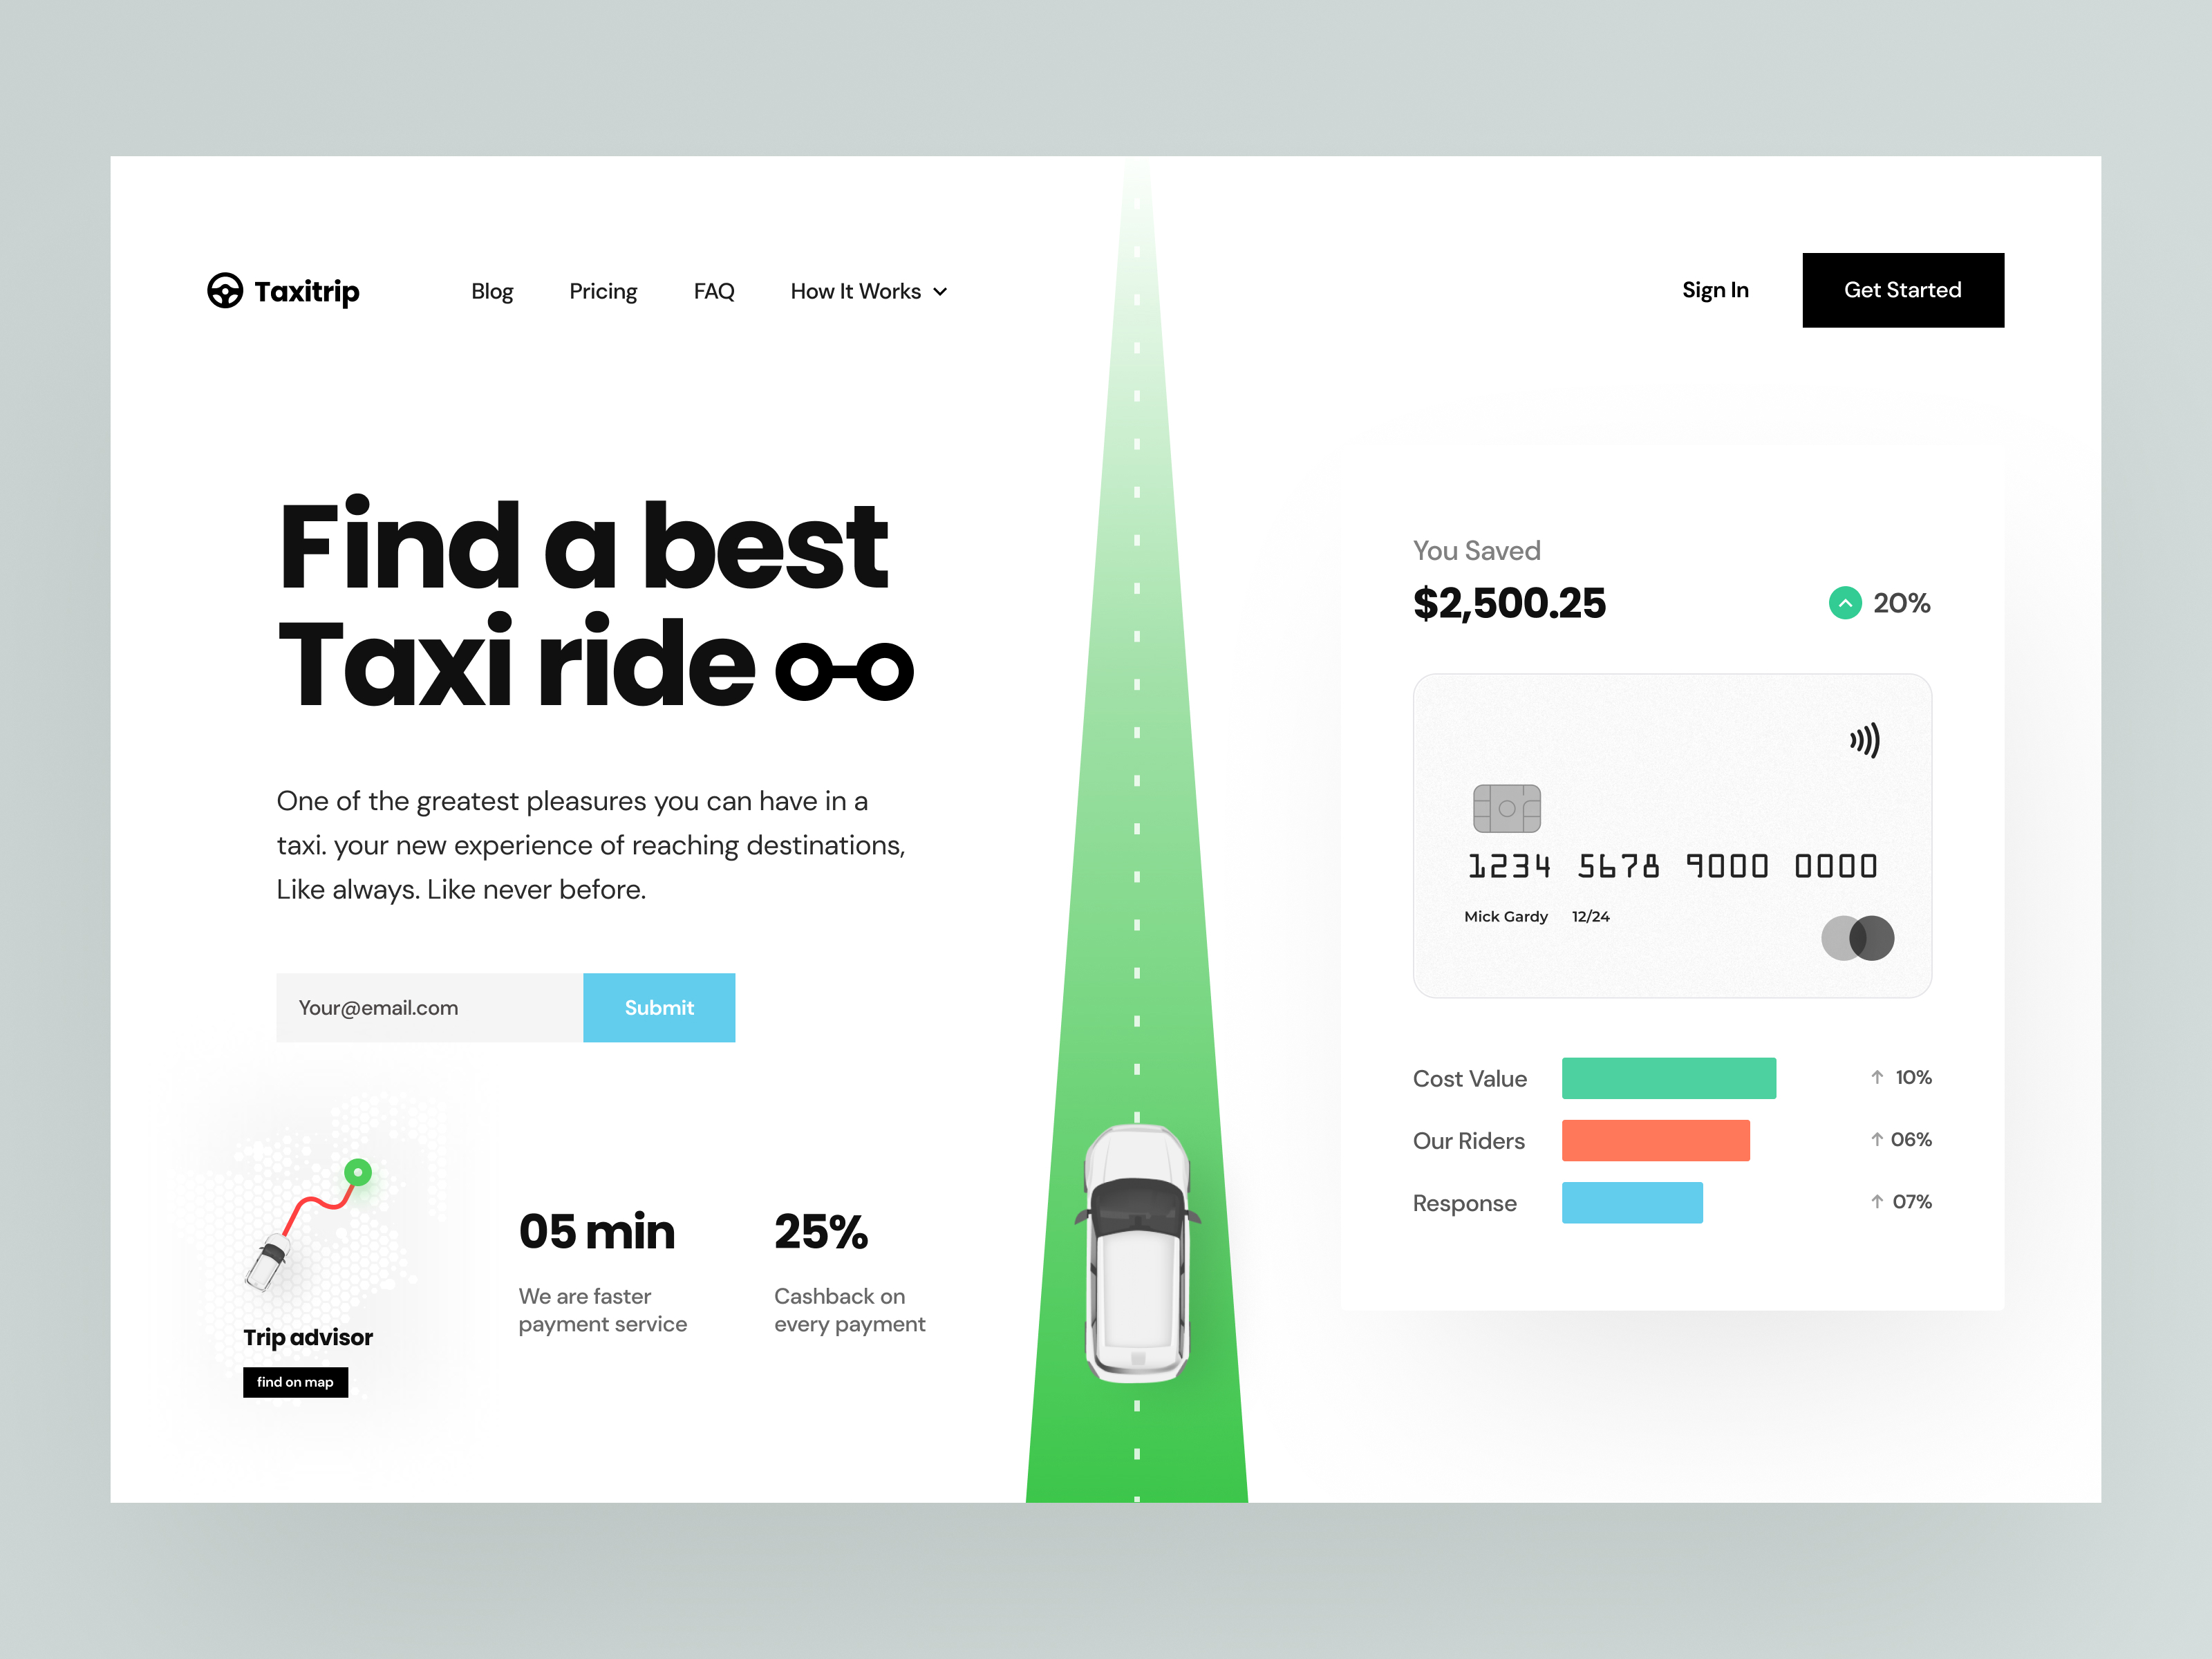 Taxitrip
Blog
Pricing
FAQ
How It Works
Sign In
Get Started
Find a best
Taxi ride
One of the greatest pleasures you can have in a
taxi. your new experience of reaching destinations,
Like always. Like never before.
Your@email.com
Submit
Trip advisor
find on map
05 min
We are faster
payment service
25%
Cashback on
every payment
You Saved
$2,500.25
20%
1234 5678 9000 0000
Mick Gardy 12/24
Cost Value
10%
Our Riders
06%
Response
07%